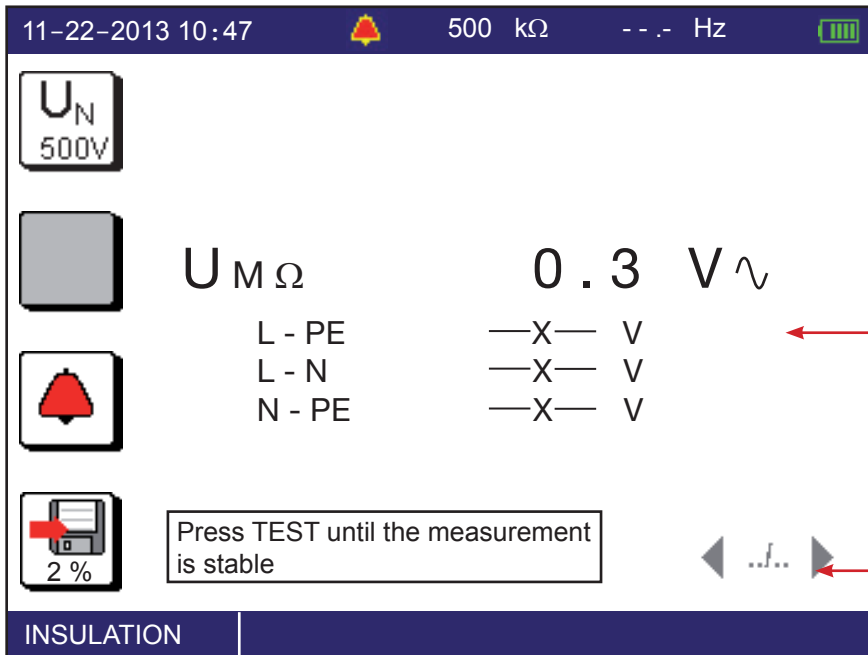 11-22-2013 10:47 500 kΩ - - .- Hz
UN
500V
U MΩ 0.3 V
L - PE —X— V
L - N —X— V
N - PE —X— V
2 %
Press TEST until the measurement
is stable
../..
INSULATION